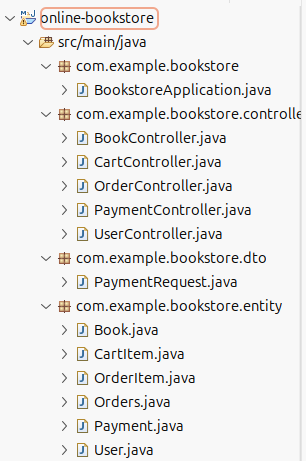 online-bookstore
src/main/java
com.example.bookstore
BookstoreApplication.java
com.example.bookstore.controlle
BookController.java
CartController.java
OrderController.java
PaymentController.java
UserController.java
com.example.bookstore.dto
PaymentRequest.java
com.example.bookstore.entity
Book.java
CartItem.java
OrderItem.java
Orders.java
Payment.java
User.java